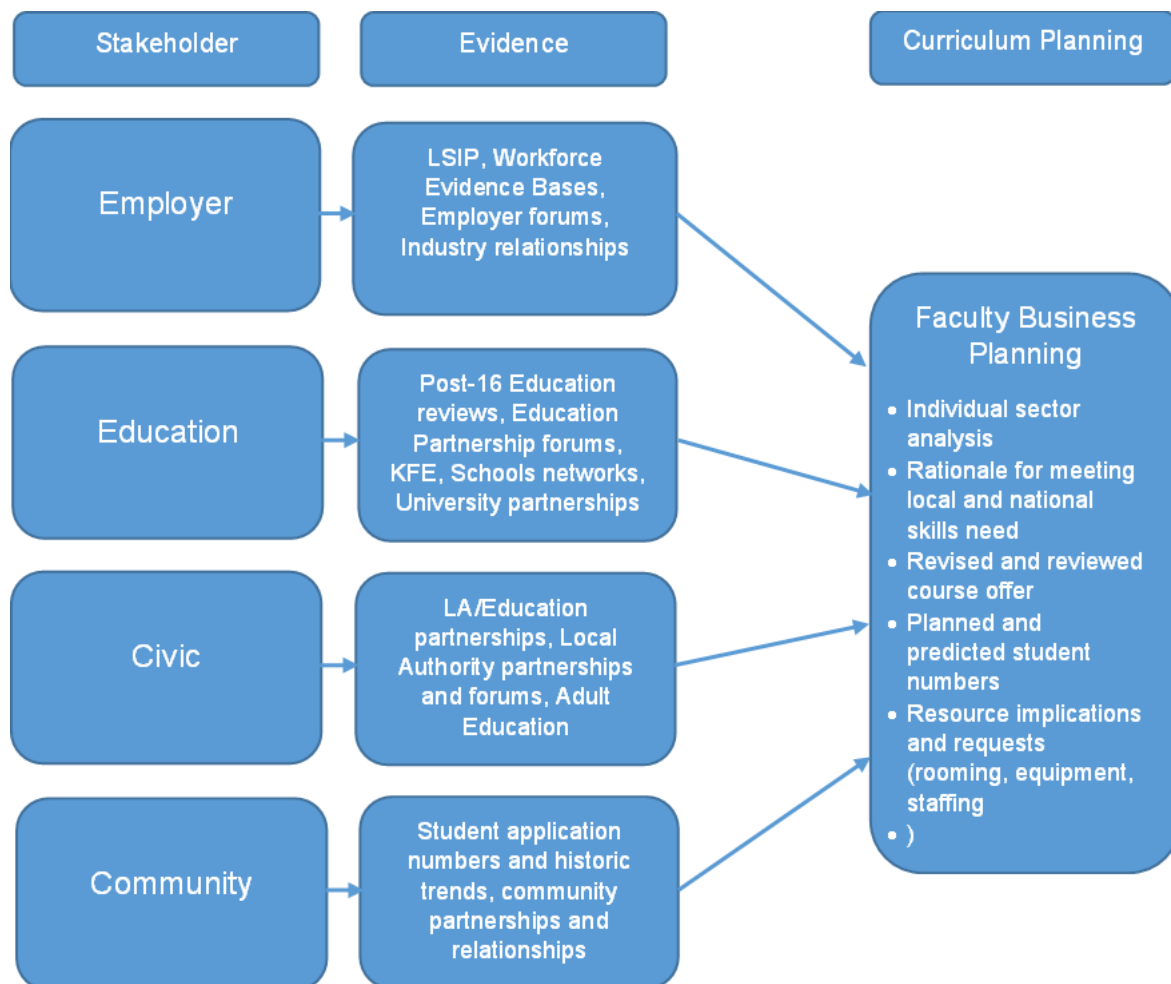 Stakeholder
Evidence
Curriculum Planning
Employer
LSIP, Workforce
Evidence Bases,
Employer forums,
Industry relationships
Education
Post-16 Education
reviews, Education
Partnership forums,
KFE, Schools networks,
University partnerships
Civic
LA/Education
partnerships, Local
Authority partnerships
and forums, Adult
Education
Community
Student application
numbers and historic
trends, community
partnerships and
relationships
Faculty Business
Planning
• Individual sector
analysis
• Rationale for meeting
local and national
skills need
• Revised and reviewed
course offer
• Planned and
predicted student
numbers
• Resource implications
and requests
(rooming, equipment,
staffing
• )